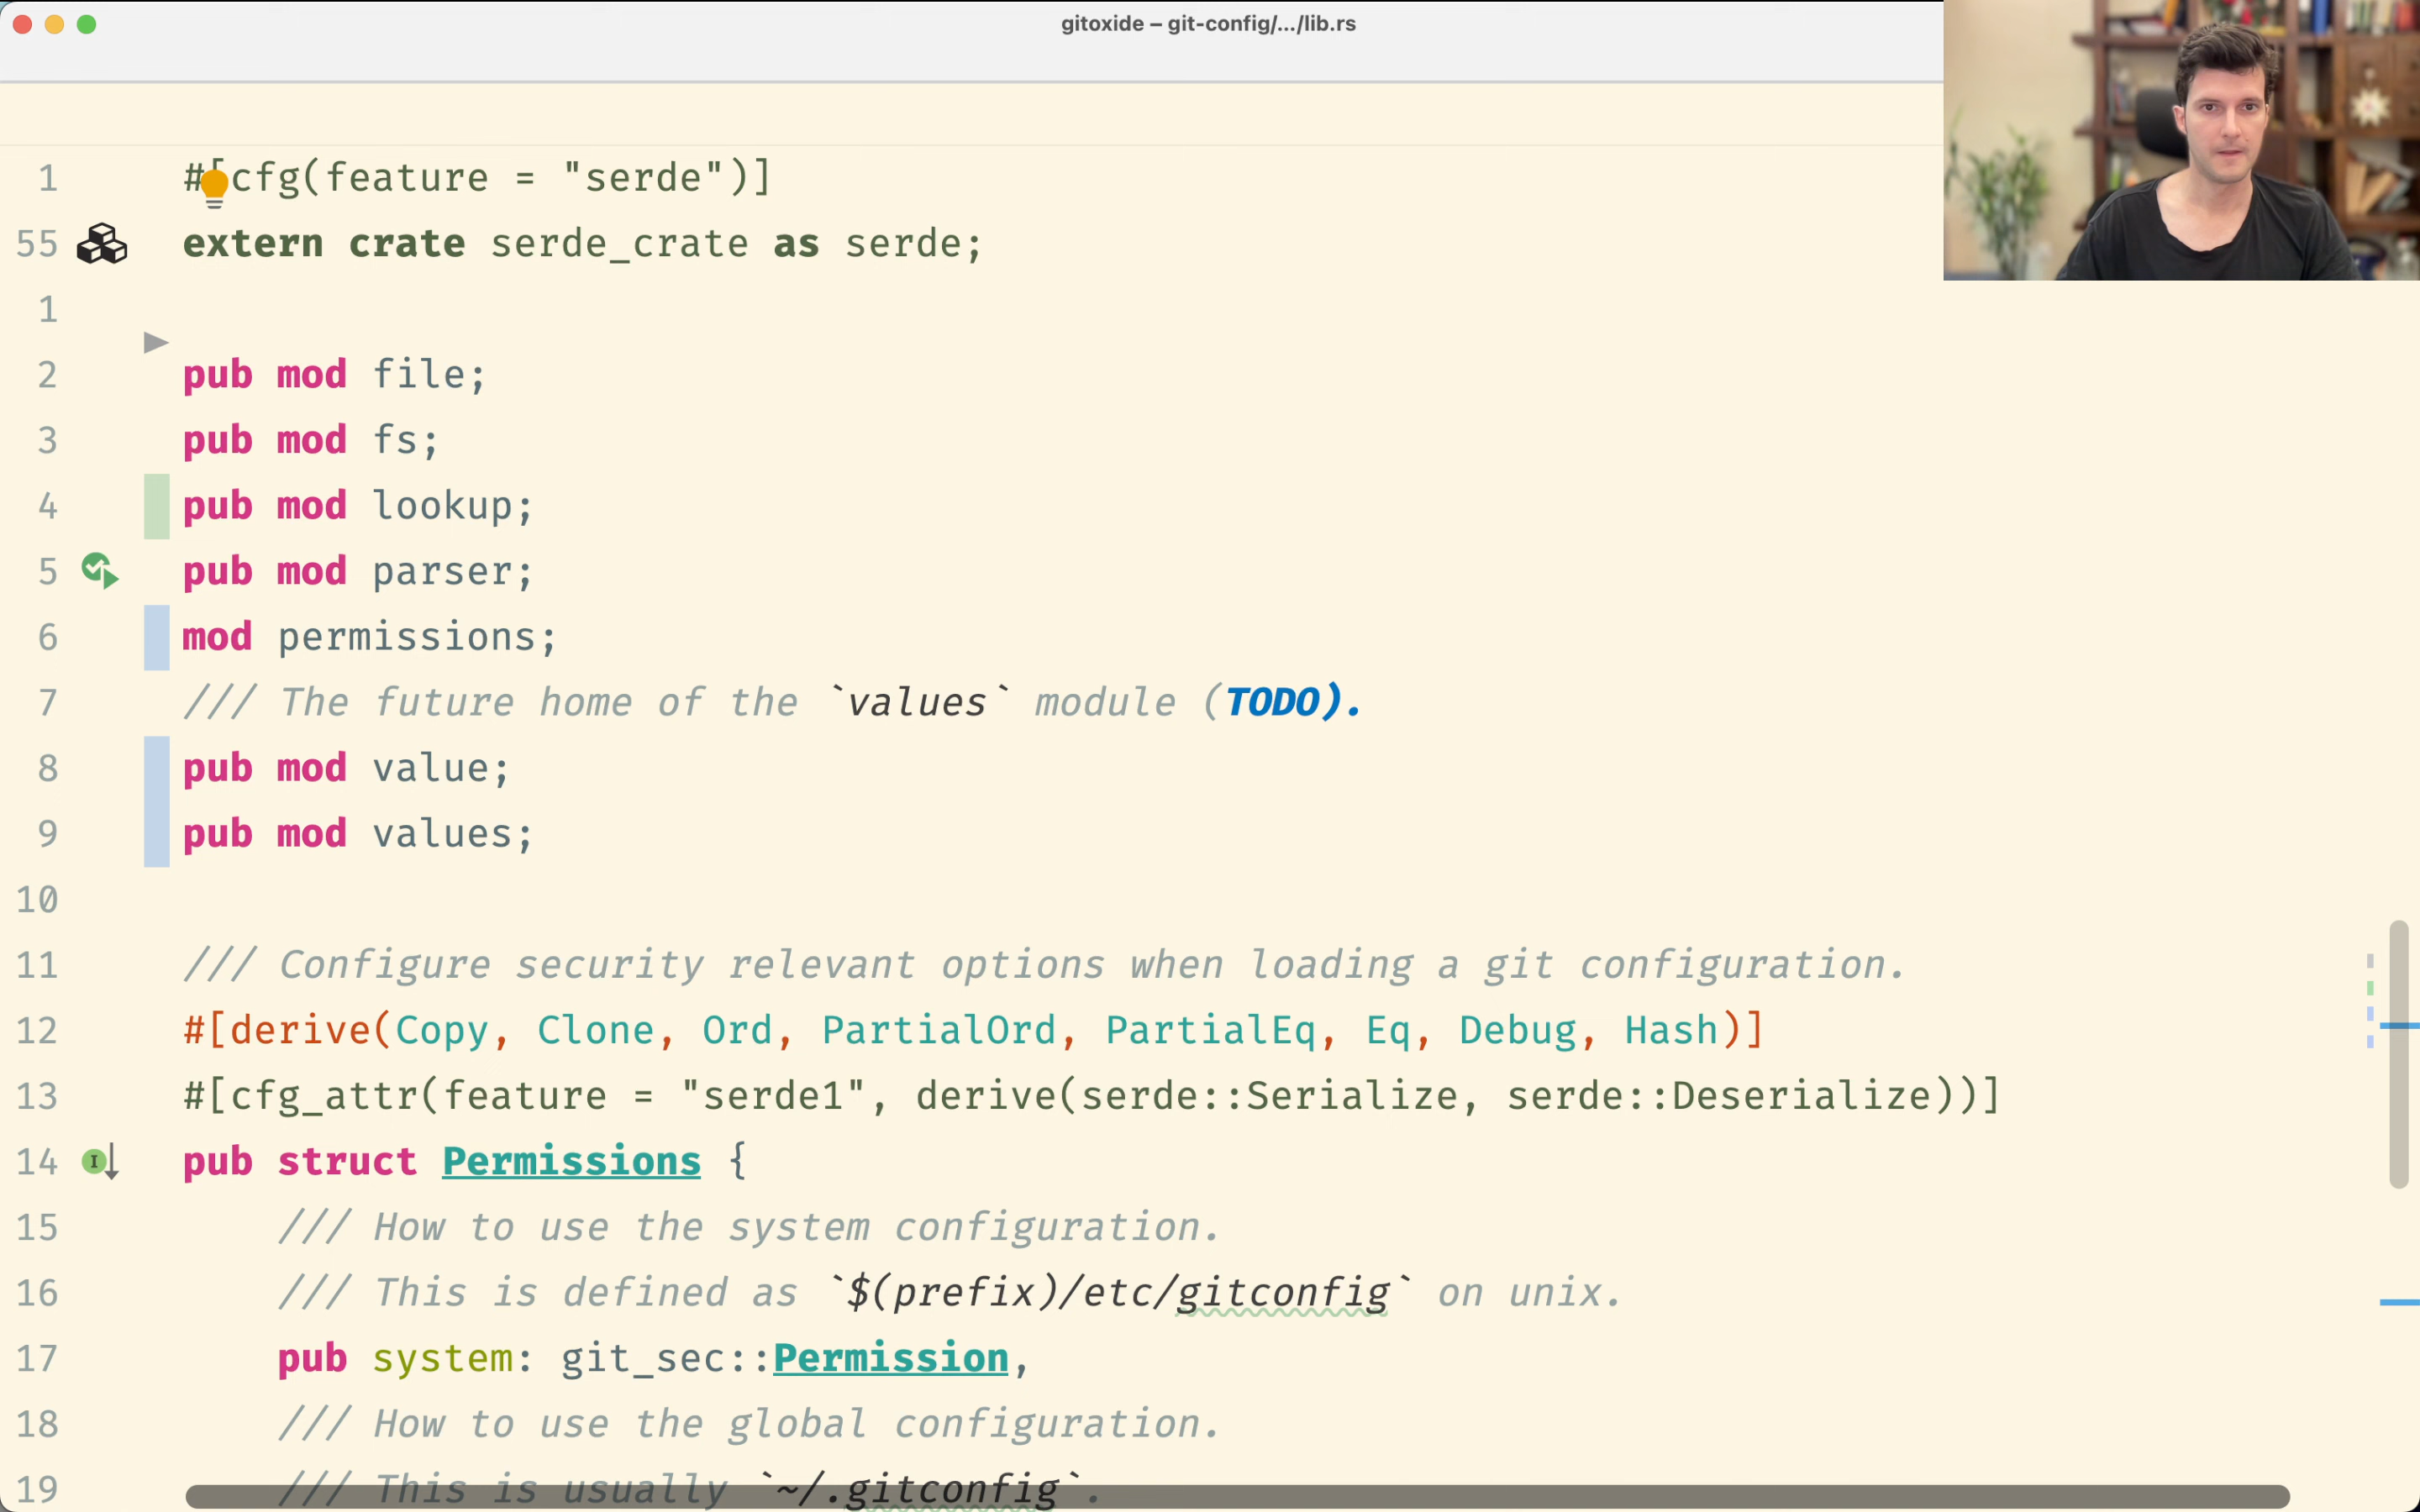 gitoxide – git-config/.../lib.rs
1 #[cfg(feature = "serde")]
55 extern crate serde_crate as serde;
1
2 pub mod file;
3 pub mod fs;
4 pub mod lookup;
5 pub mod parser;
6 mod permissions;
7 /// The future home of the `values` module (TODO).
8 pub mod value;
9 pub mod values;
10
11 /// Configure security relevant options when loading a git configuration.
12 #[derive(Copy, Clone, Ord, PartialOrd, PartialEq, Eq, Debug, Hash)]
13 #[cfg_attr(feature = "serde1", derive(serde::Serialize, serde::Deserialize))]
14 pub struct Permissions {
15 /// How to use the system configuration.
16 /// This is defined as `$(prefix)/etc/gitconfig` on unix.
17 pub system: git_sec::Permission,
18 /// How to use the global configuration.
19 /// This is usually `~/.gitconfig`.